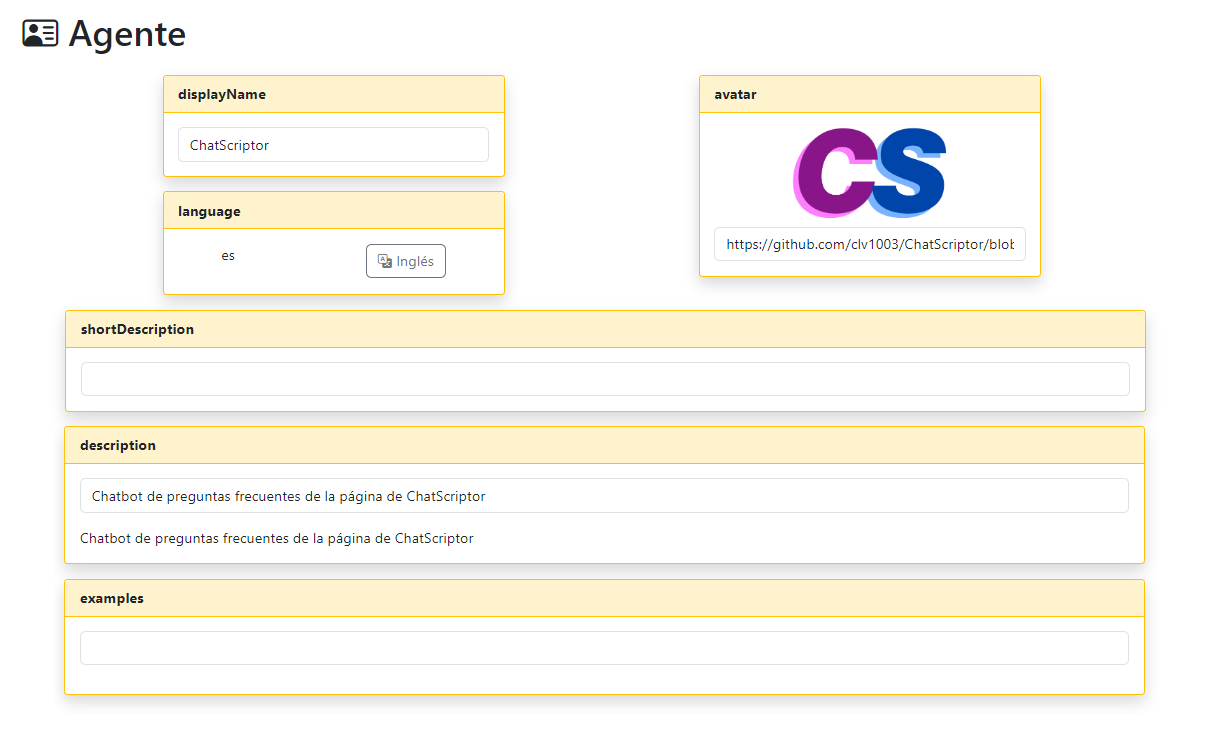 Agente
displayName
ChatScriptor
language
es
Inglés
avatar
CS
https://github.com/clv1003/ChatScriptor/blob
shortDescription
description
Chatbot de preguntas frecuentes de la página de ChatScriptor
Chatbot de preguntas frecuentes de la página de ChatScriptor
examples